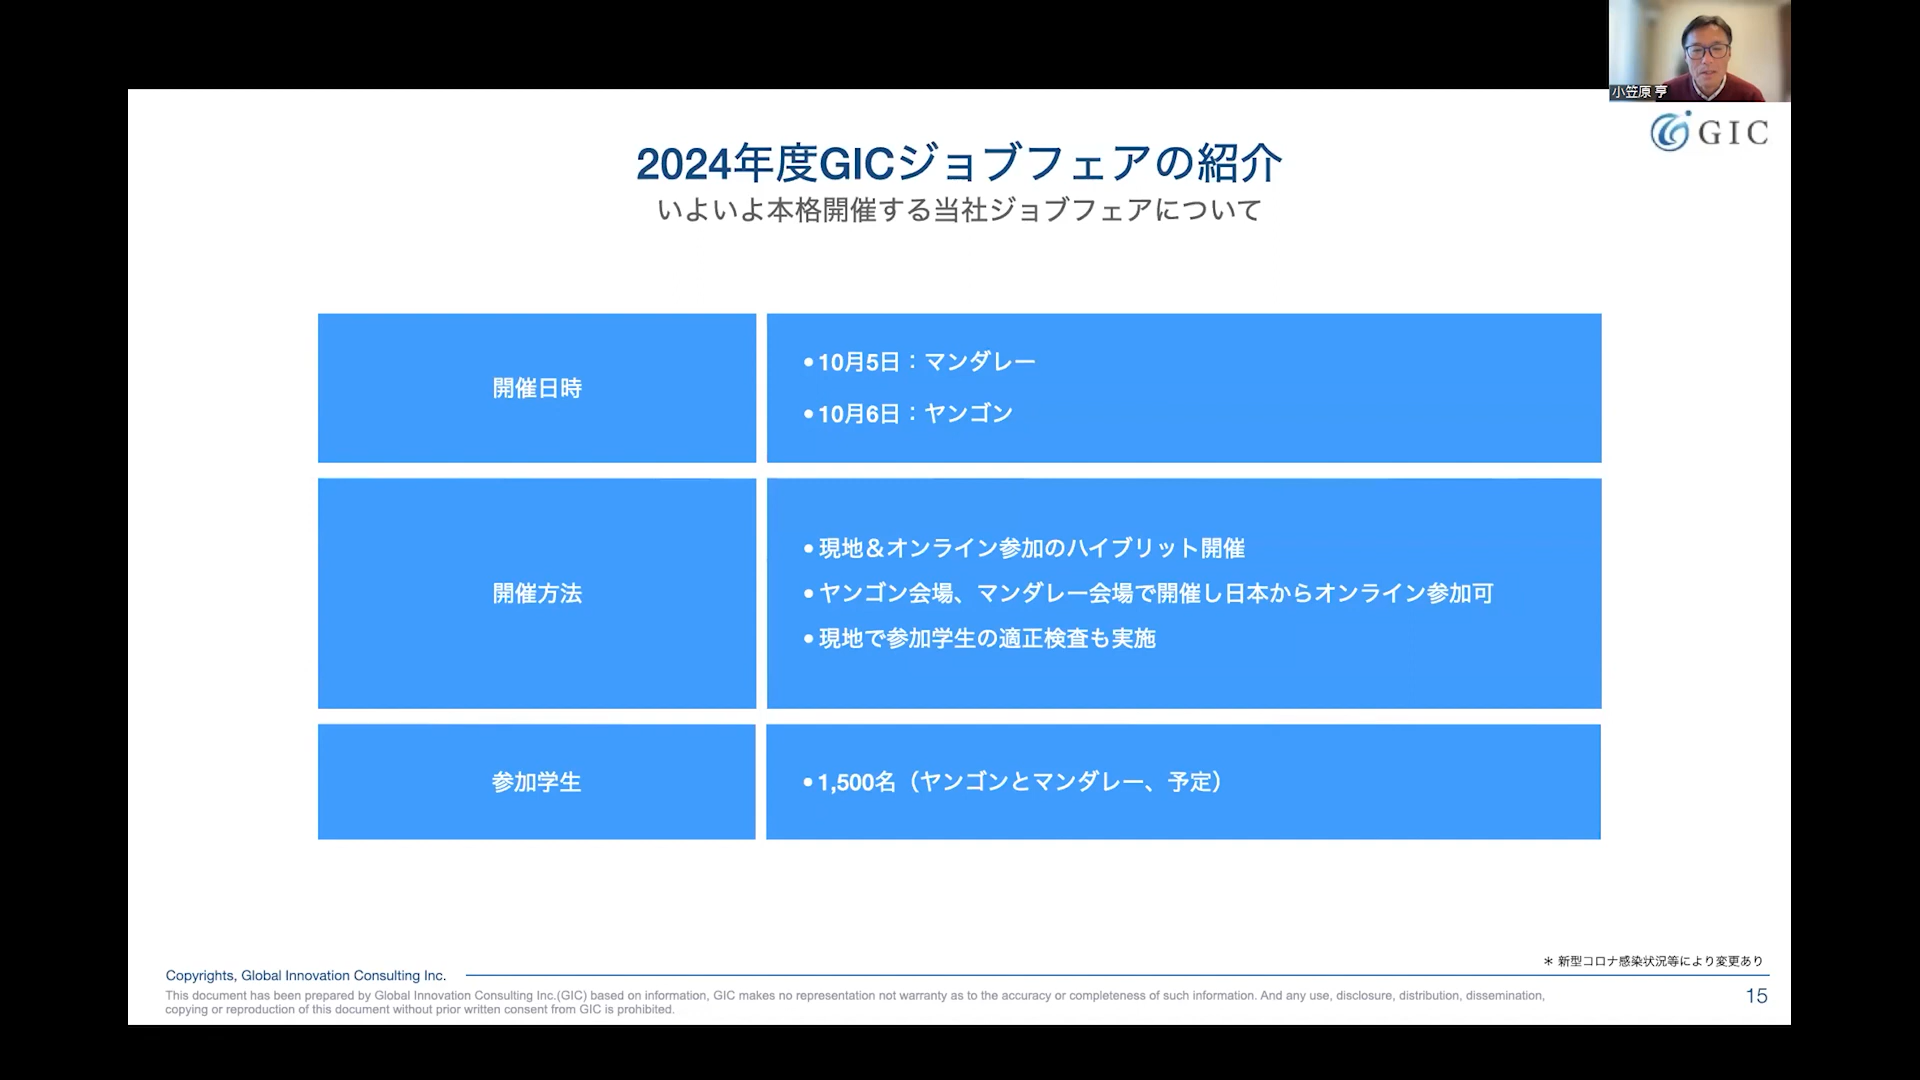 小笠原 亨
GIC
2024年度GICジョブフェアの紹介
いよいよ本格開催する当社ジョブフェアについて
開催日時
•10月5日：マンダレー
•10月6日：ヤンゴン
開催方法
•現地＆オンライン参加のハイブリット開催
•ヤンゴン会場、マンダレー会場で開催し日本からオンライン参加可
•現地で参加学生の適正検査も実施
参加学生
•1,500名（ヤンゴンとマンダレー、予定）
＊ 新型コロナ感染状況等により変更あり
Copyrights, Global Innovation Consulting Inc.
This document has been prepared by Global Innovation Consulting Inc.(GIC) based on information, GIC makes no representation not warranty as to the accuracy or completeness of such information. And any use, disclosure, distribution, dissemination,
copying or reproduction of this document without prior written consent from GIC is prohibited.
15